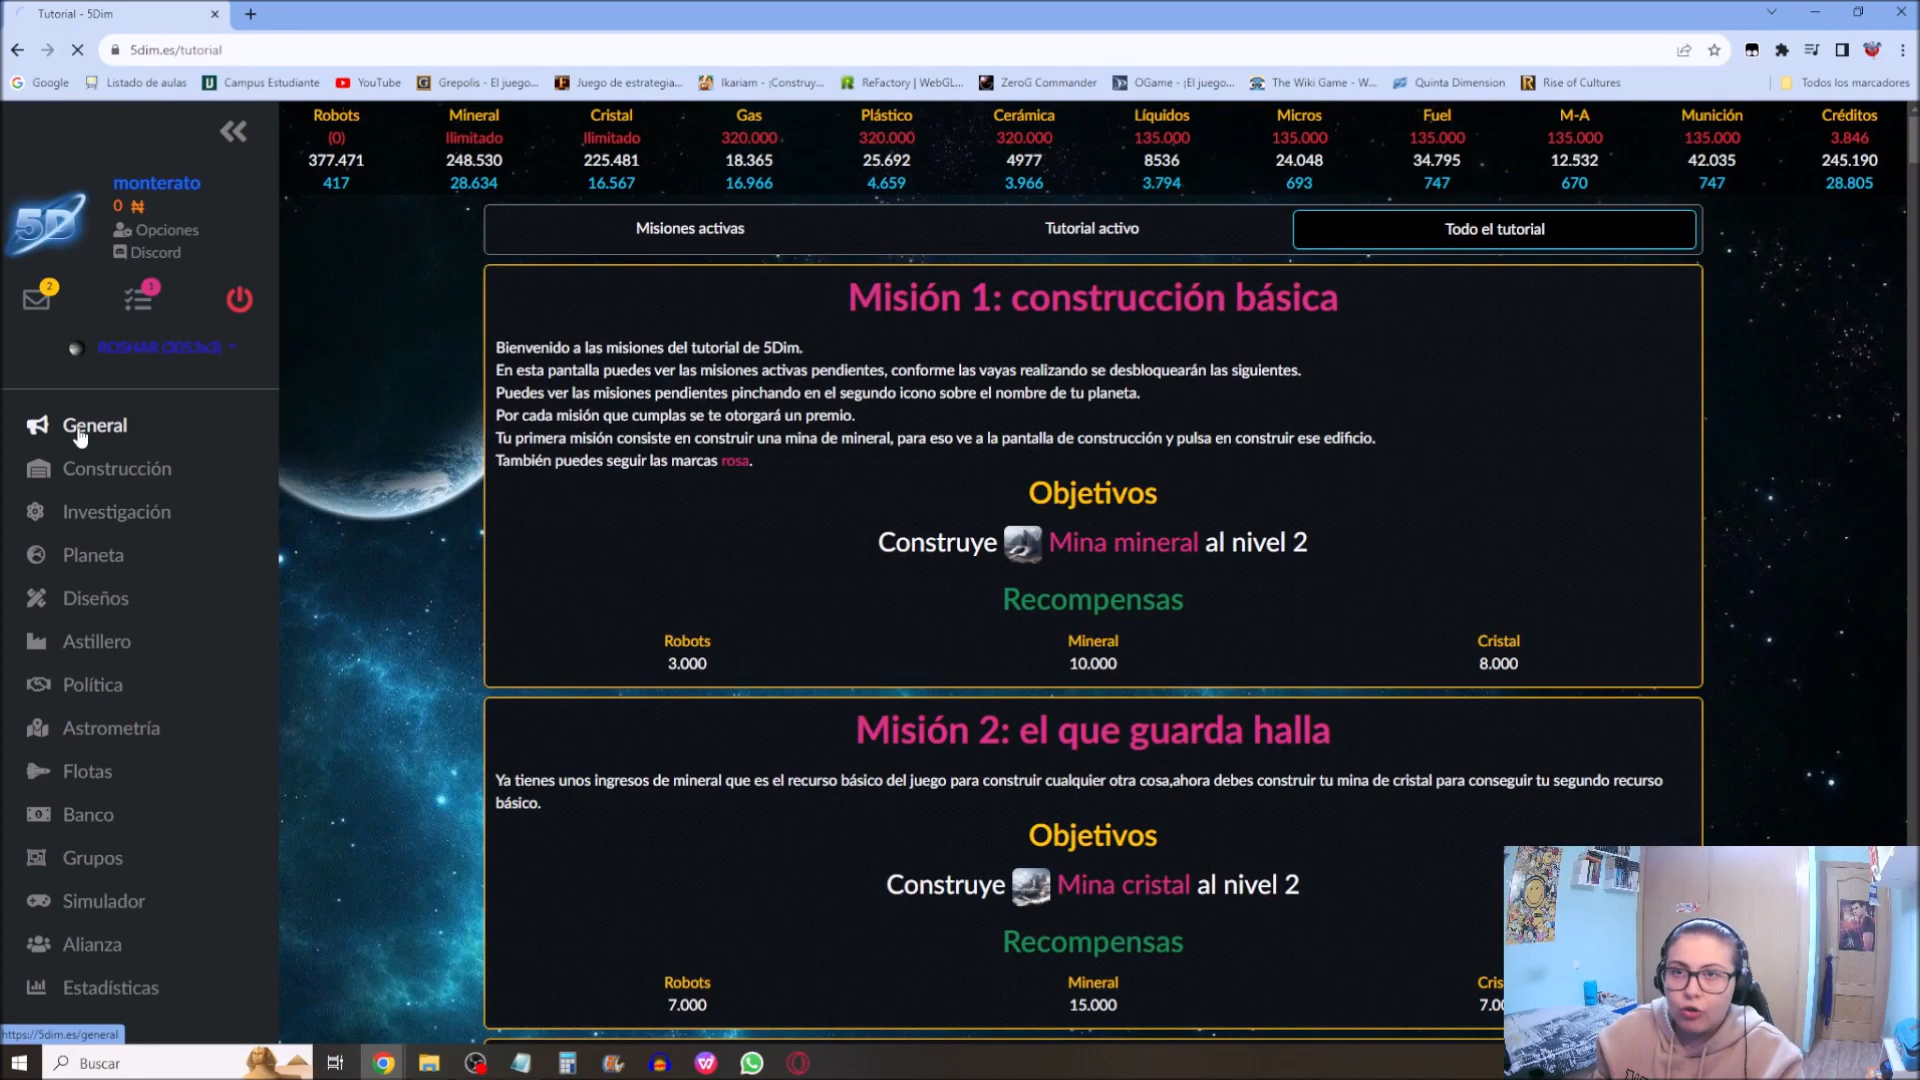 Tutorial - 5Dim
5dim.es/tutorial
Google
Listado de aulas
Campus Estudiante
YouTube
Grepolis - El juego...
Juego de estrategia...
Ikariam - ¡Construy...
ReFactory | WebGL...
ZeroG Commander
OGame - ¡El juego...
The Wiki Game - W...
Quinta Dimension
Rise of Cultures
Todos los marcadores
Robots Mineral Cristal Gas Plástico Cerámica Líquidos Micros Fuel M-A Munición Créditos
(0) Ilimitado Ilimitado 320.000 320.000 320.000 135.000 135.000 135.000 135.000 135.000 3.846
377.471 248.530 225.481 18.365 25.692 4977 8536 24.048 34.795 12.532 42.035 245.190
417 28.634 16.567 16.966 4.659 3.966 3.794 693 747 670 747 28.805
5D
monterato
0
Opciones
Discord
2
1
ROSHAR (3053x3)
General
Construcción
Investigación
Planeta
Diseños
Astillero
Política
Astrometría
Flotas
Banco
Grupos
Simulador
Alianza
Estadísticas
Misiones activas
Tutorial activo
Todo el tutorial
Misión 1: construcción básica
Bienvenido a las misiones del tutorial de 5Dim.
En esta pantalla puedes ver las misiones activas pendientes, conforme las vayas realizando se desbloquearán las siguientes.
Puedes ver las misiones pendientes pinchando en el segundo icono sobre el nombre de tu planeta.
Por cada misión que cumplas se te otorgará un premio.
Tu primera misión consiste en construir una mina de mineral, para eso ve a la pantalla de construcción y pulsa en construir ese edificio.
También puedes seguir las marcas rosa.
Objetivos
Construye Mina mineral al nivel 2
Recompensas
Robots Mineral Cristal
3.000 10.000 8.000
Misión 2: el que guarda halla
Ya tienes unos ingresos de mineral que es el recurso básico del juego para construir cualquier otra cosa,ahora debes construir tu mina de cristal para conseguir tu segundo recurso
básico.
Objetivos
Construye Mina cristal al nivel 2
Recompensas
Robots Mineral Cris
7.000 15.000 7.00
https://5dim.es/general
Buscar